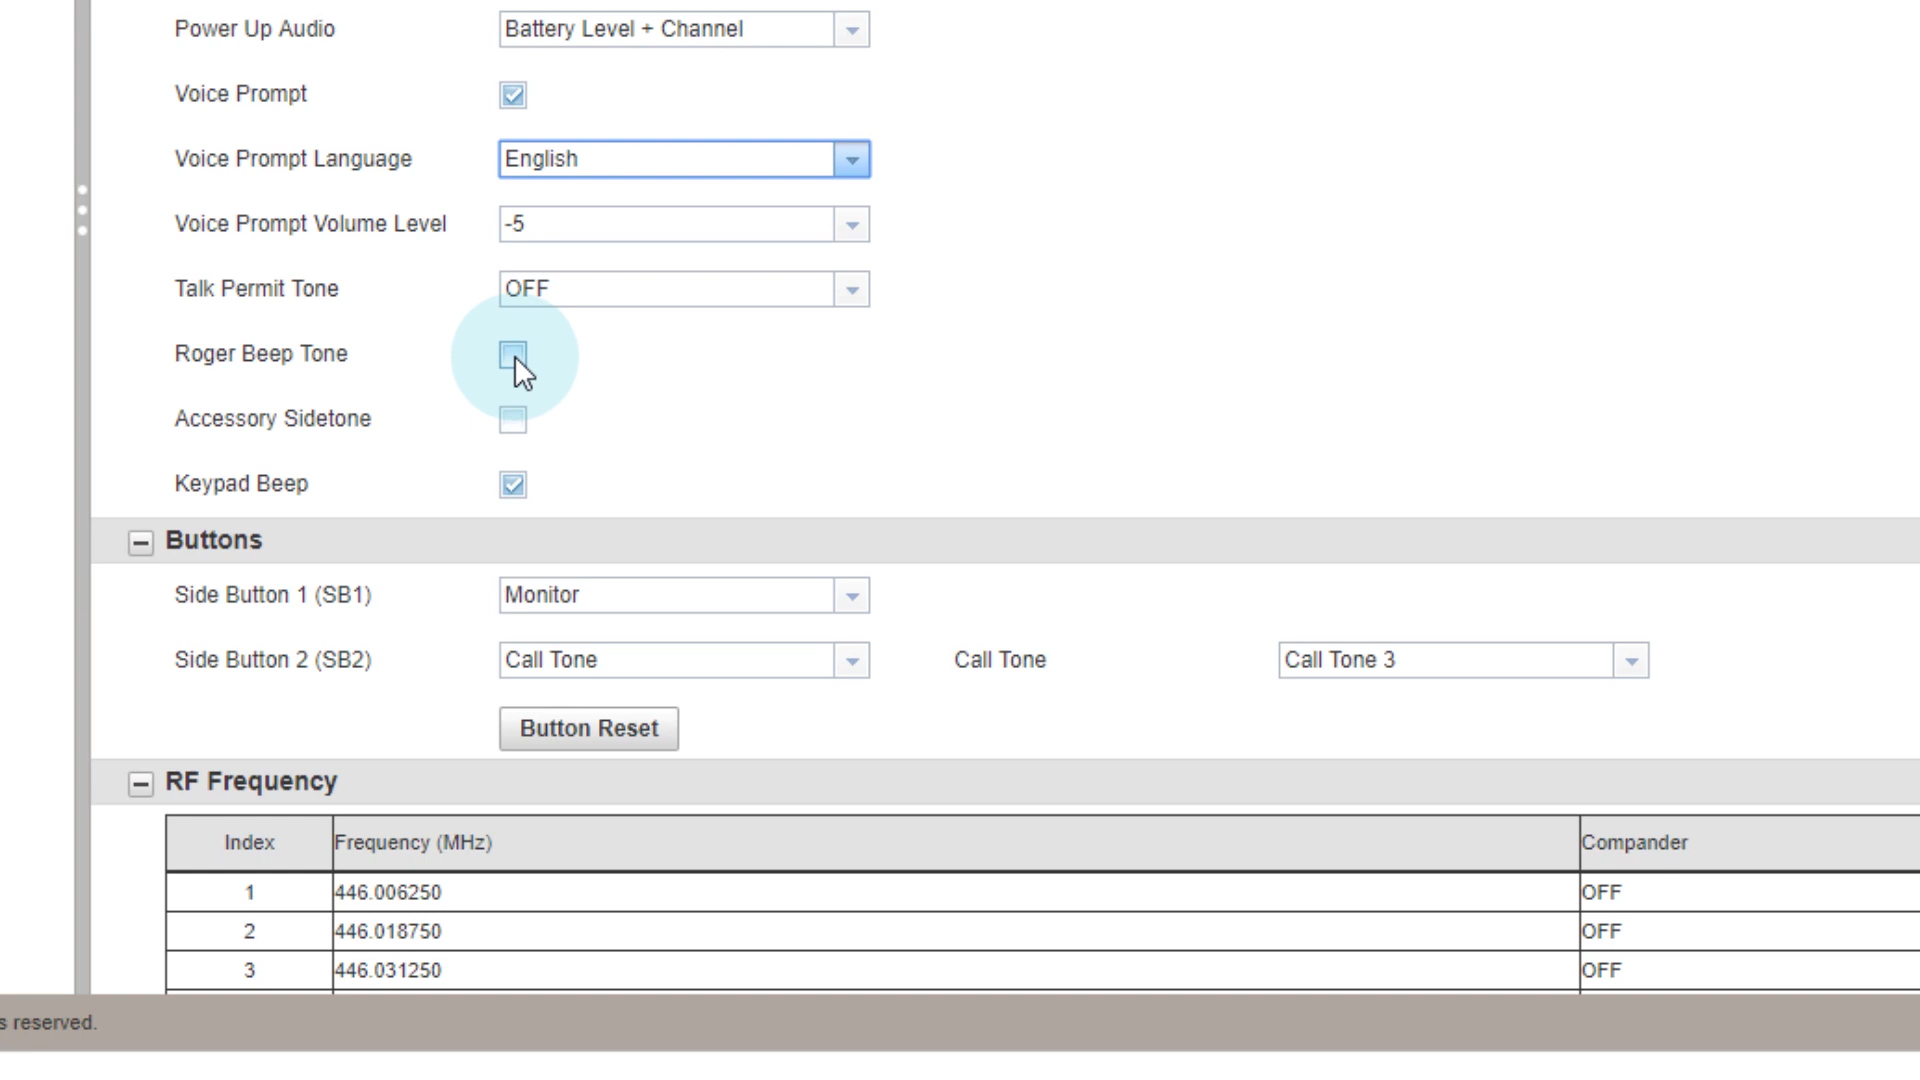 Power Up Audio Battery Level + Channel
Voice Prompt
Voice Prompt Language English
Voice Prompt Volume Level -5
Talk Permit Tone OFF
Roger Beep Tone
Accessory Sidetone
Keypad Beep
Buttons
Side Button 1 (SB1) Monitor
Side Button 2 (SB2) Call Tone Call Tone Call Tone 3
Button Reset
RF Frequency
Index Frequency (MHz) Compander
1 446.006250 OFF
2 446.018750 OFF
3 446.031250 OFF
s reserved.